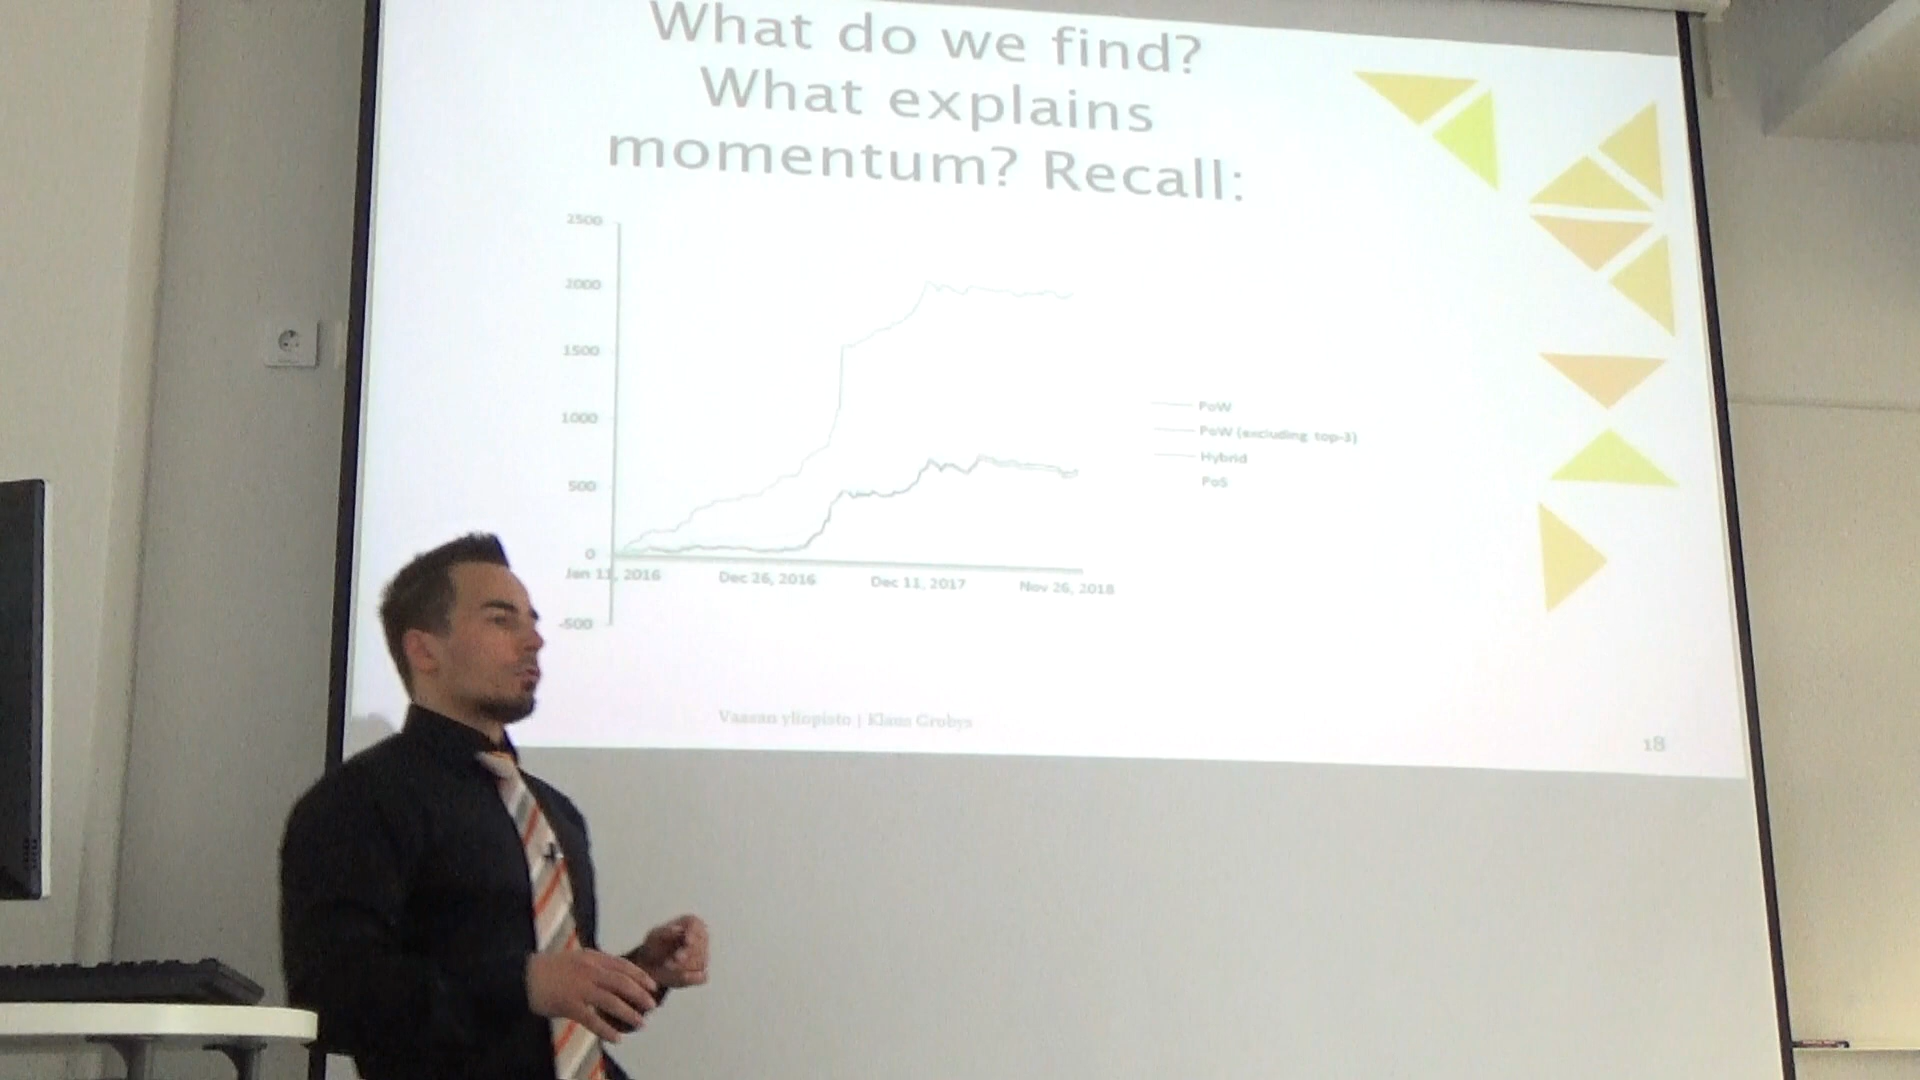 What do we find?
What explains
momentum? Recall:
2500
2000
1500
1000
500
0
-500
Jan 11, 2016
Dec 26, 2016
Dec 11, 2017
Nov 26, 2018
PoW
PoW (excluding top-3)
Hybrid
PoS
Vaasan yliopisto | Klaus Grobys
18